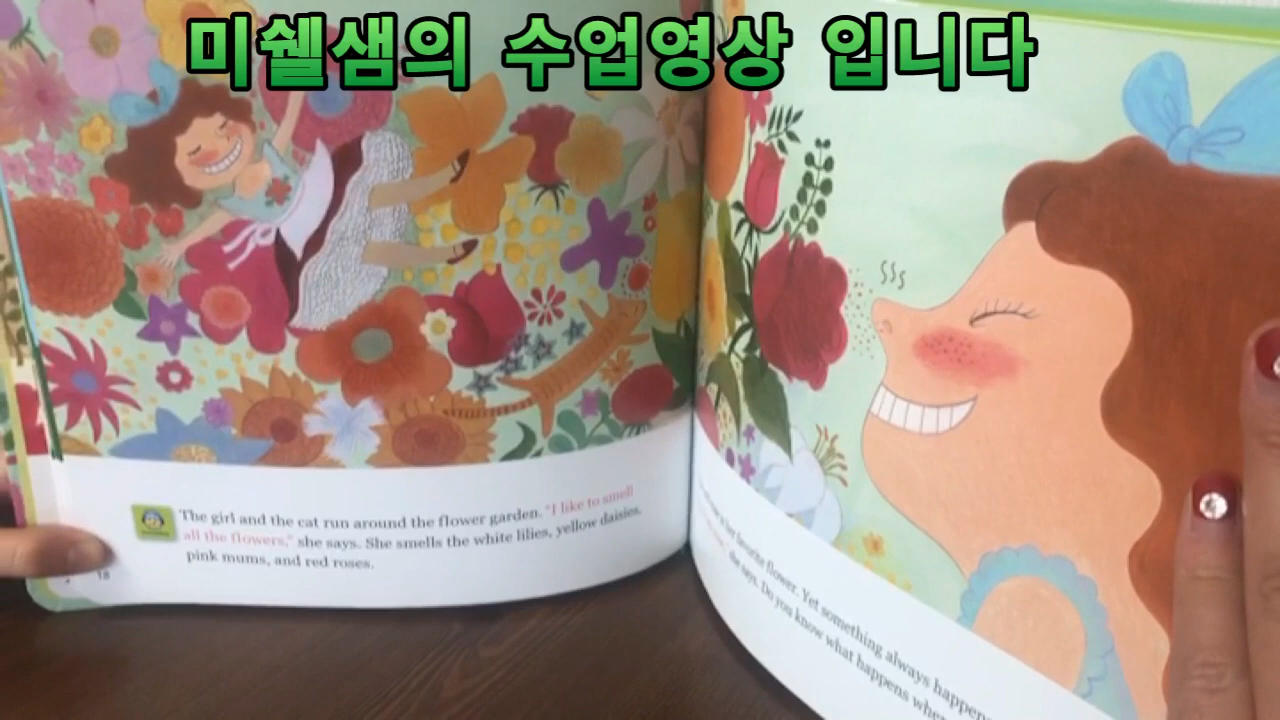 미쉘샘의 수업영상 입니다
The girl and the cat run around the flower garden. "I like to smell
all the flowers," she says. She smells the white lilies, yellow daisies,
pink mums, and red roses.
18
her favorite flower. Yet something always happens
she says. Do you know what happens when